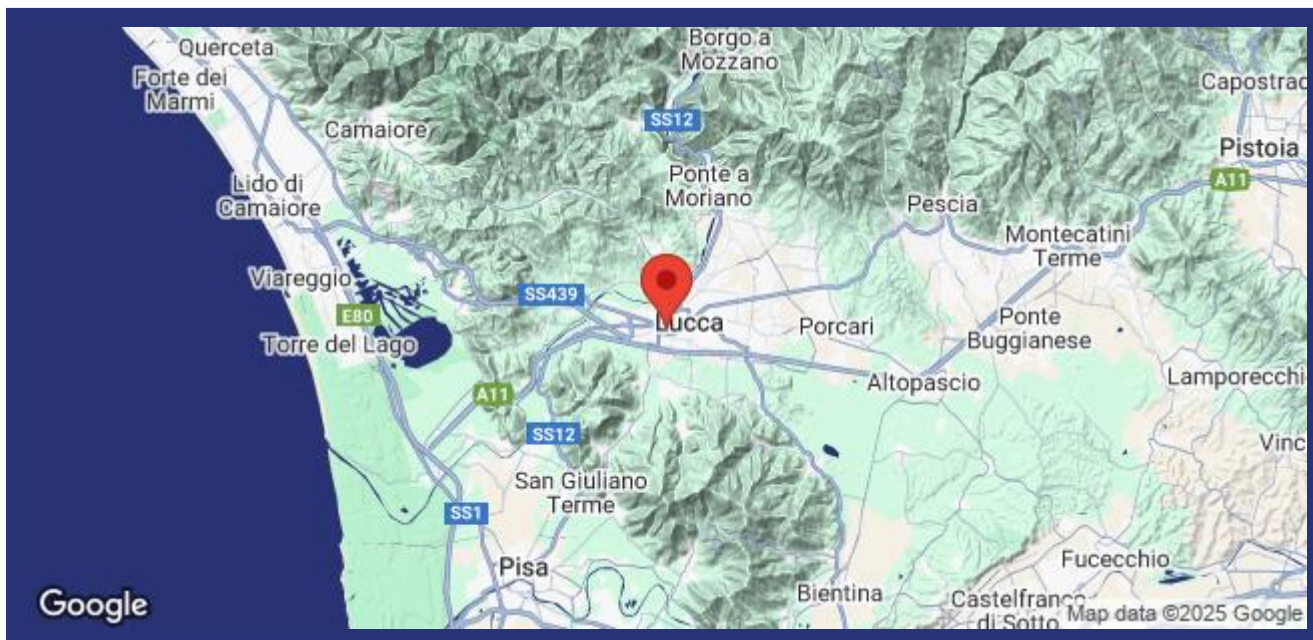 Querceta
Borgo a
Mozzano
Forte dei
Marmi
Capostrad
Camaiore
SS12
Pistoia
Ponte a
Moriano
A11
Lido di
Camaiore
Pescia
Montecatini
Terme
Viareggio
SS439
E80
Lucca
Porcari
Ponte
Buggianese
Torre del Lago
Altopascio
Lamporecchi
A11
SS12
Vinc
San Giuliano
Terme
SS1
Pisa
Fucecchio
Bientina
Castelfranco
di Sotto
Google
Map data ©2025 Google